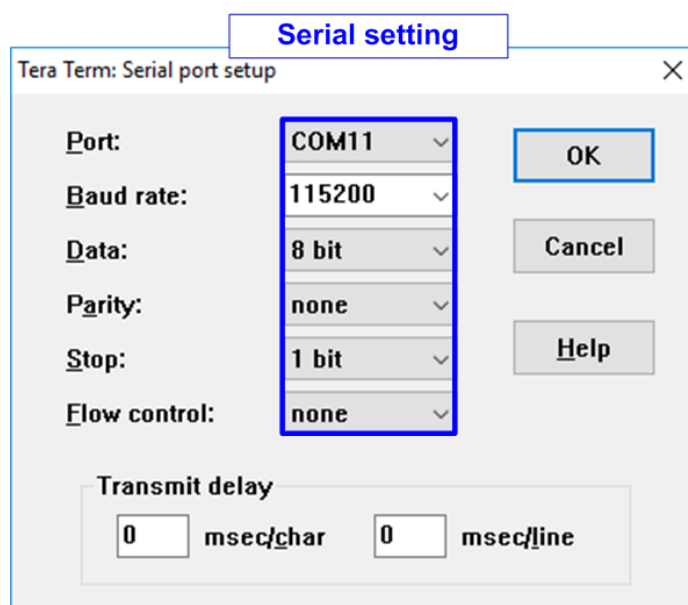 Serial setting
Tera Term: Serial port setup
Port: COM11
OK
Baud rate: 115200
Data: 8 bit
Cancel
Parity: none
Stop: 1 bit
Help
Flow control: none
Transmit delay
0 msec/char 0 msec/line